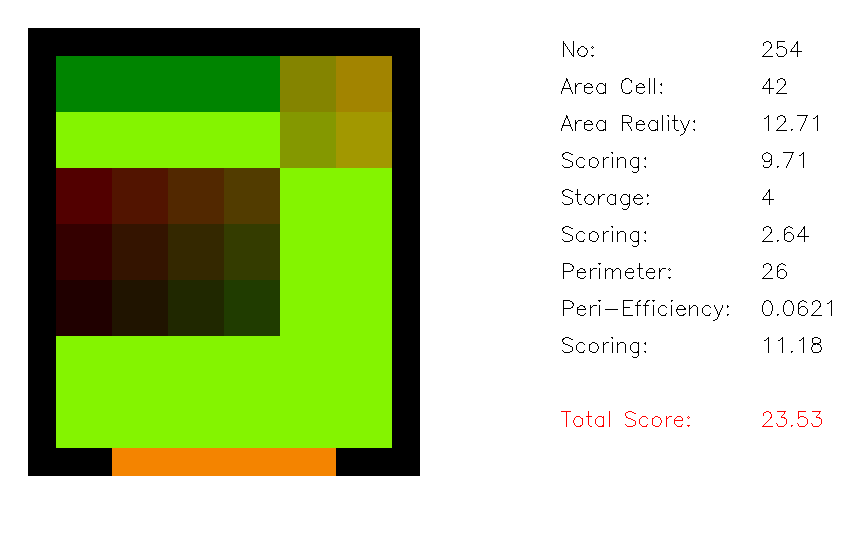 No: 254
Area Cell: 42
Area Reality: 12.71
Scoring: 9.71
Storage: 4
Scoring: 2.64
Perimeter: 26
Peri-Efficiency: 0.0621
Scoring: 11.18
Total Score: 23.53